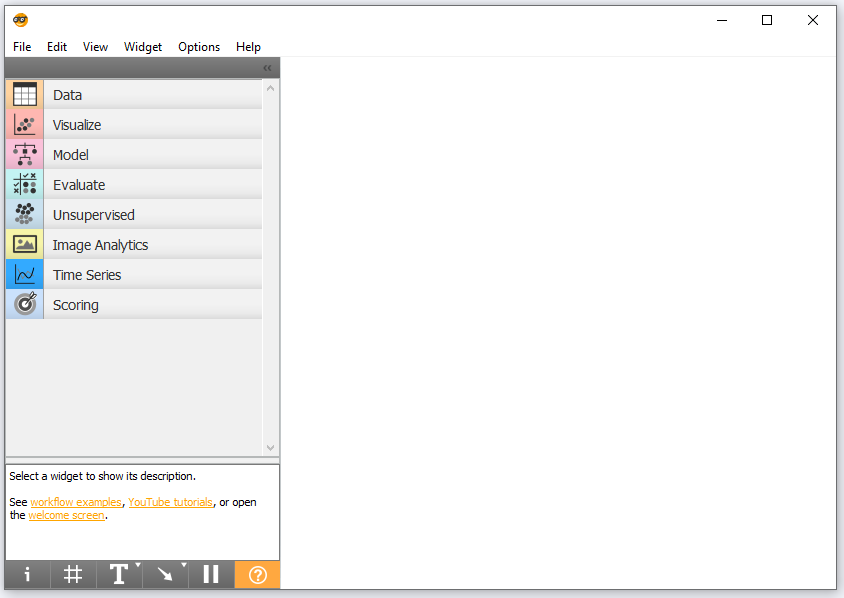 File Edit View Widget Options Help
Data
Visualize
Model
Evaluate
Unsupervised
Image Analytics
Time Series
Scoring
Select a widget to show its description.
See workflow examples, YouTube tutorials, or open
the welcome screen.